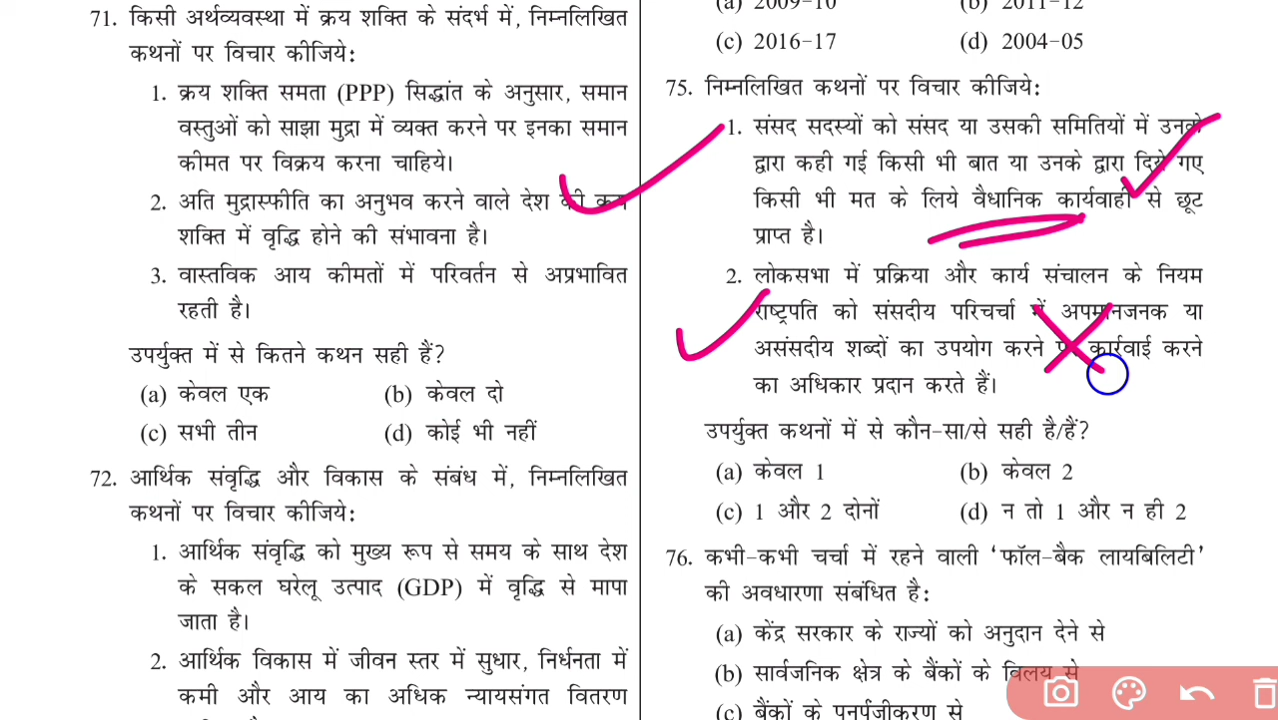 71. किसी अर्थव्यवस्था में क्रय शक्ति के संदर्भ में, निम्नलिखित
कथनों पर विचार कीजिये:
1. क्रय शक्ति समता (PPP) सिद्धांत के अनुसार, समान
वस्तुओं को साझा मुद्रा में व्यक्त करने पर इनका समान
कीमत पर विक्रय करना चाहिये।
2. अति मुद्रास्फीति का अनुभव करने वाले देश की क्रय
शक्ति में वृद्धि होने की संभावना है।
3. वास्तविक आय कीमतों में परिवर्तन से अप्रभावित
रहती है।
उपर्युक्त में से कितने कथन सही हैं?
(a) केवल एक (b) केवल दो
(c) सभी तीन (d) कोई भी नहीं
72. आर्थिक संवृद्धि और विकास के संबंध में, निम्नलिखित
कथनों पर विचार कीजिये:
1. आर्थिक संवृद्धि को मुख्य रूप से समय के साथ देश
के सकल घरेलू उत्पाद (GDP) में वृद्धि से मापा
जाता है।
2. आर्थिक विकास में जीवन स्तर में सुधार, निर्धनता में
कमी और आय का अधिक न्यायसंगत वितरण
(a) 2009-10 (b) 2011-12
(c) 2016-17 (d) 2004-05
75. निम्नलिखित कथनों पर विचार कीजिये:
1. संसद सदस्यों को संसद या उसकी समितियों में उनके
द्वारा कही गई किसी भी बात या उनके द्वारा दिये गए
किसी भी मत के लिये वैधानिक कार्यवाही से छूट
प्राप्त है।
2. लोकसभा में प्रक्रिया और कार्य संचालन के नियम
राष्ट्रपति को संसदीय परिचर्चा में अपमानजनक या
असंसदीय शब्दों का उपयोग करने पर कार्रवाई करने
का अधिकार प्रदान करते हैं।
उपर्युक्त कथनों में से कौन-सा/से सही है/हैं?
(a) केवल 1 (b) केवल 2
(c) 1 और 2 दोनों (d) न तो 1 और न ही 2
76. कभी-कभी चर्चा में रहने वाली ‘फॉल-बैक लायबिलिटी’
की अवधारणा संबंधित है:
(a) केंद्र सरकार के राज्यों को अनुदान देने से
(b) सार्वजनिक क्षेत्र के बैंकों के विलय से
(c) बैंकों के पुनर्पूंजीकरण से